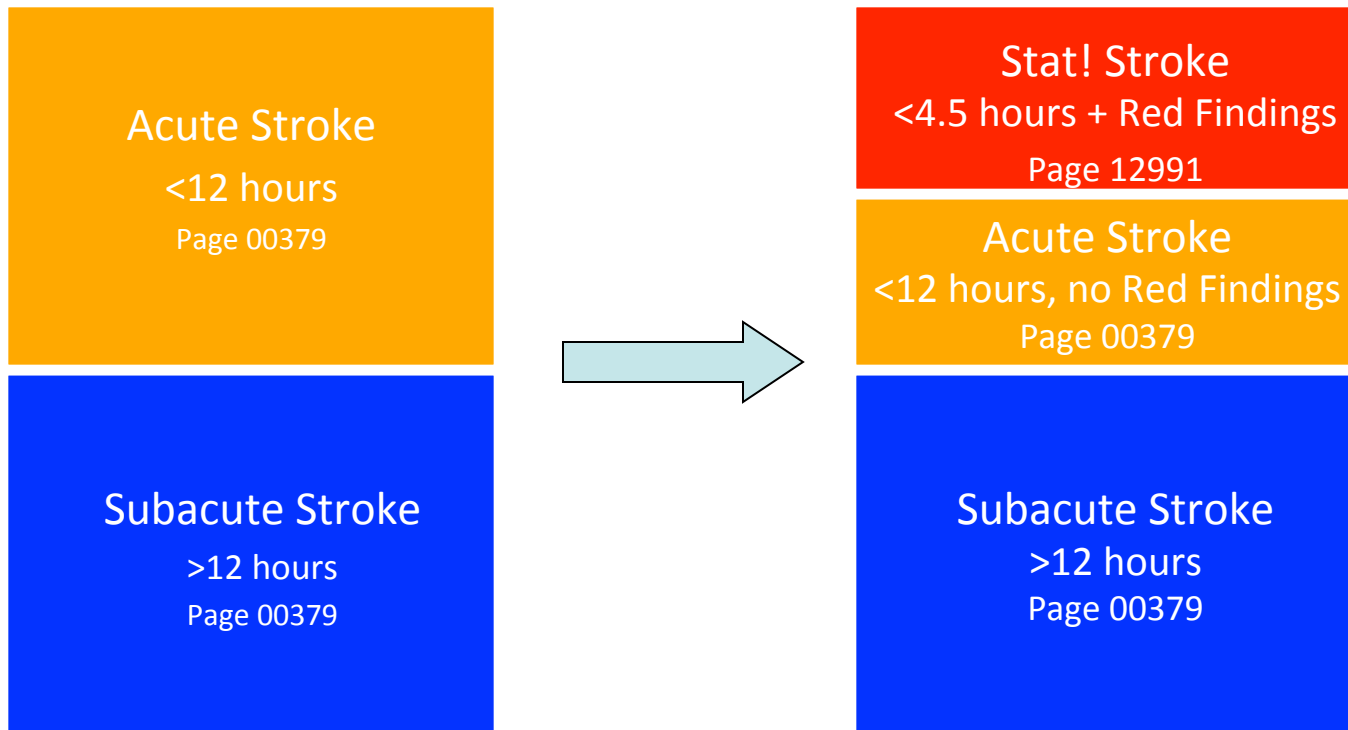 Acute Stroke
<12 hours
Page 00379
Subacute Stroke
>12 hours
Page 00379
Stat! Stroke
<4.5 hours + Red Findings
Page 12991
Acute Stroke
<12 hours, no Red Findings
Page 00379
Subacute Stroke
>12 hours
Page 00379